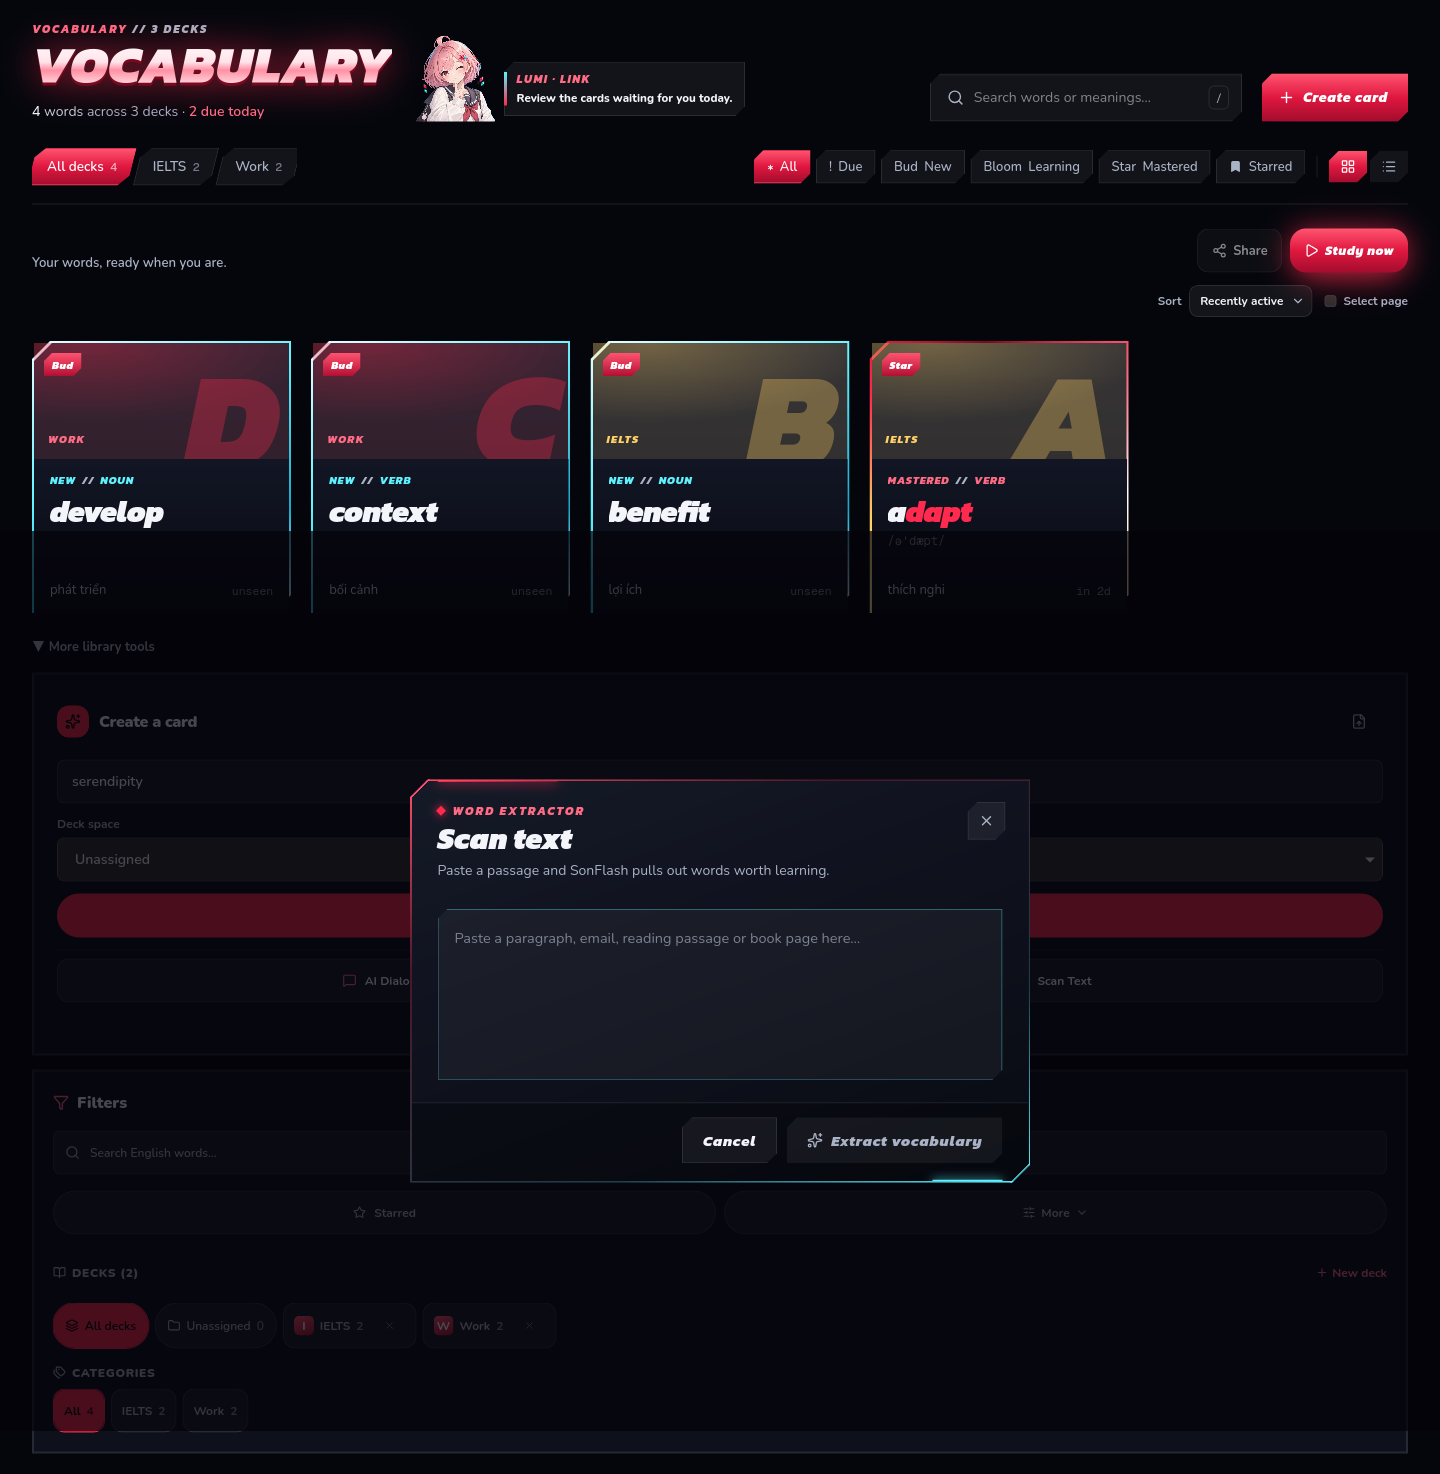 VOCABULARY // 3 DECKS
VOCABULARY
4 words across 3 decks · 2 due today
LUMI · LINK
Review the cards waiting for you today.
Search words or meanings...
/
Create card
All decks 4
IELTS 2
Work 2
All
! Due
Bud New
Bloom Learning
Star Mastered
Starred
Your words, ready when you are.
Share
Study now
Sort
Recently active
Select page
Bud
D
WORK
NEW // NOUN
develop
phát triển
unseen
Bud
C
WORK
NEW // VERB
context
bối cảnh
unseen
Bud
B
IELTS
NEW // NOUN
benefit
lợi ích
unseen
Star
A
IELTS
MASTERED // VERB
adapt
/əˈdæpt/
thích nghi
in 2d
▼ More library tools
Create a card
serendipity
Deck space
Unassigned
AI Dialo
Scan Text
WORD EXTRACTOR
Scan text
Paste a passage and SonFlash pulls out words worth learning.
Paste a paragraph, email, reading passage or book page here...
Cancel
Extract vocabulary
Filters
Search English words...
Starred
More
DECKS (2)
+ New deck
All decks
Unassigned 0
I IELTS 2 ×
W Work 2 ×
CATEGORIES
All 4
IELTS 2
Work 2